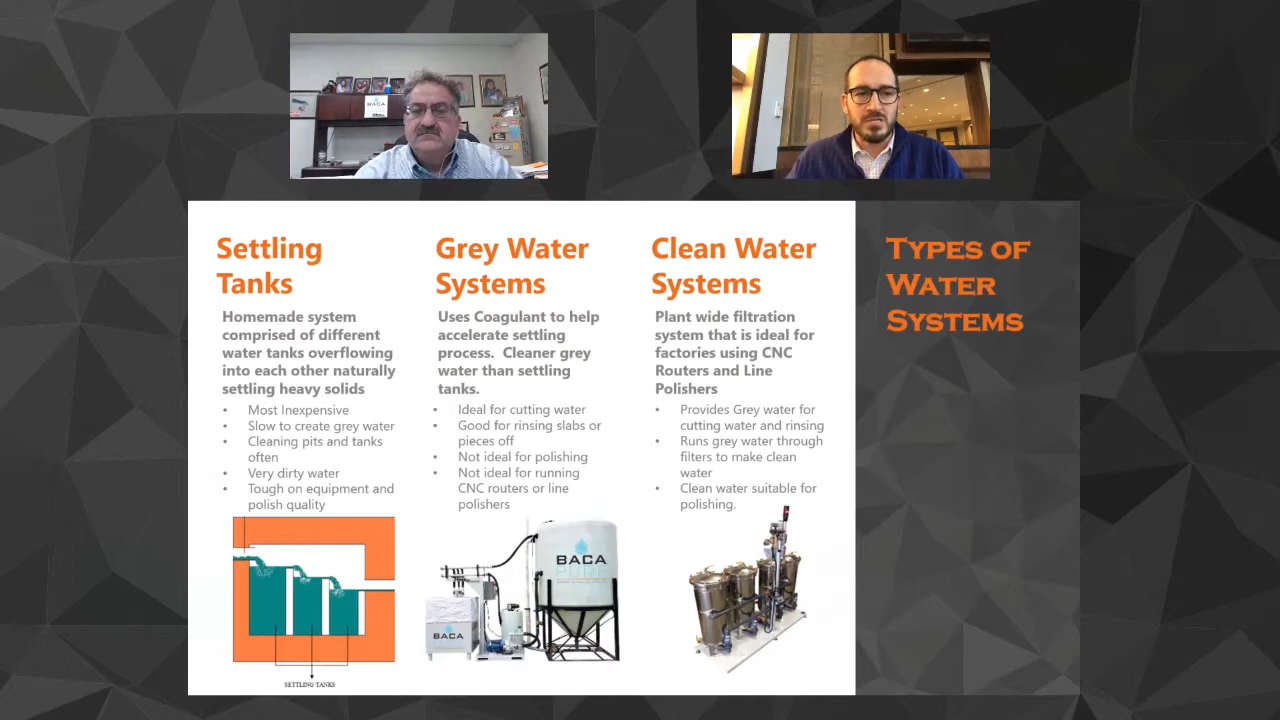 BACA
Settling
Tanks
Homemade system
comprised of different
water tanks overflowing
into each other naturally
settling heavy solids
• Most Inexpensive
• Slow to create grey water
• Cleaning pits and tanks
often
• Very dirty water
• Tough on equipment and
polish quality
SETTLING TANKS
Grey Water
Systems
Uses Coagulant to help
accelerate settling
process. Cleaner grey
water than settling
tanks.
• Ideal for cutting water
• Good for rinsing slabs or
pieces off
• Not ideal for polishing
• Not ideal for running
CNC routers or line
polishers
BACA
PURE
BACA
Clean Water
Systems
Plant wide filtration
system that is ideal for
factories using CNC
Routers and Line
Polishers
• Provides Grey water for
cutting water and rinsing
• Runs grey water through
filters to make clean
water
• Clean water suitable for
polishing.
Types of
Water
Systems